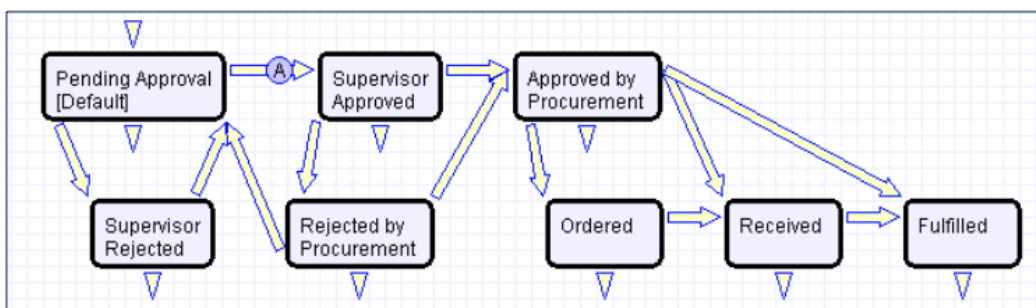 Pending Approval
[Default]
A
Supervisor
Approved
Approved by
Procurement
Supervisor
Rejected
Rejected by
Procurement
Ordered
Received
Fulfilled